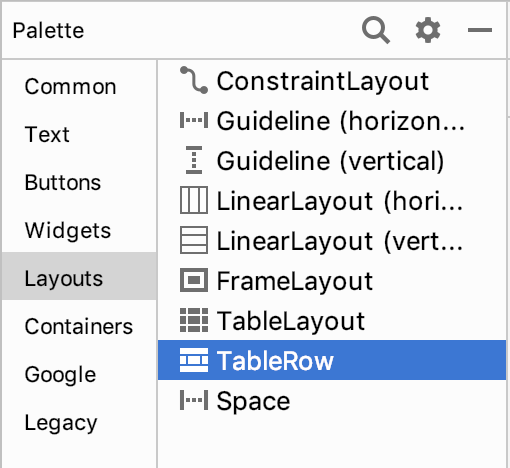 Palette
Common
Text
Buttons
Widgets
Layouts
Containers
Google
Legacy
ConstraintLayout
Guideline (horizon...
Guideline (vertical)
LinearLayout (hori...
LinearLayout (vert...
FrameLayout
TableLayout
TableRow
Space